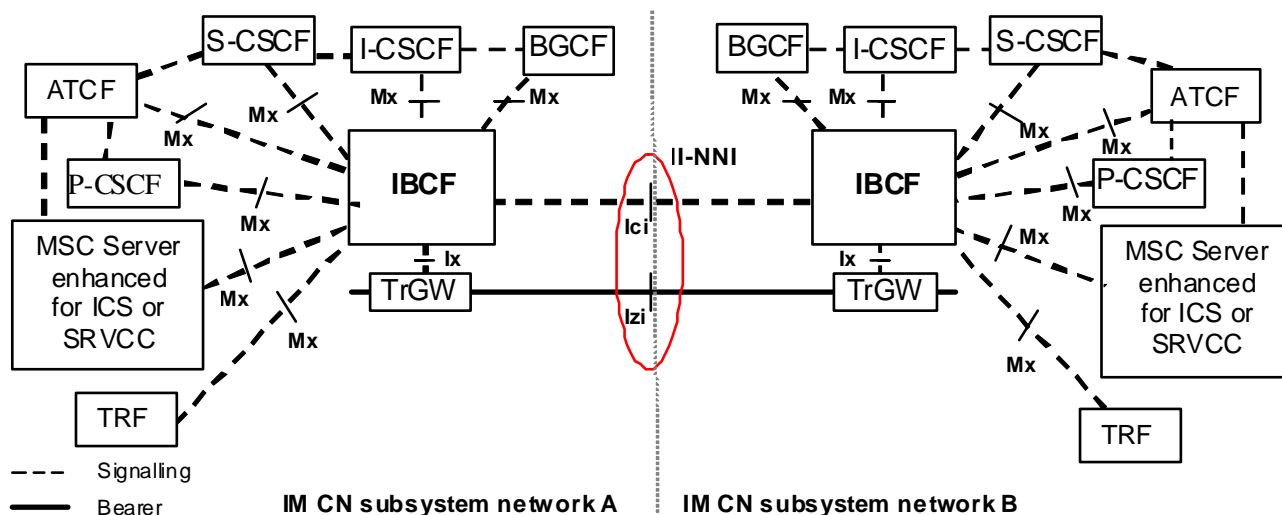 S-CSCF
I-CSCF
BGCF
BGCF
I-CSCF
S-CSCF
ATCF
ATCF
Mx
Mx
Mx
Mx
Mx
Mx
Mx
Mx
P-CSCF
IBCF
II-NNI
IBCF
P-CSCF
Mx
Mx
Ici
MSC Server
enhanced
for ICS or
SRVCC
Mx
Ix
Ix
Mx
MSC Server
enhanced
for ICS or
SRVCC
TrGW
TrGW
Izi
Mx
Mx
TRF
TRF
Signalling
Bearer
IM CN subsystem network A
IM CN subsystem network B